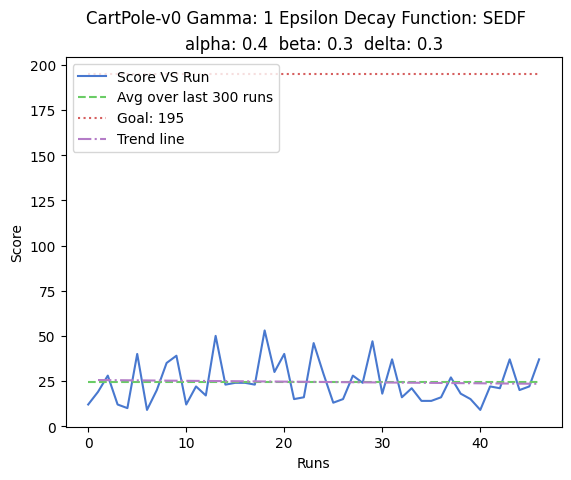 CartPole-v0 Gamma: 1 Epsilon Decay Function: SEDF
alpha: 0.4 beta: 0.3 delta: 0.3
Score VS Run
Avg over last 300 runs
Goal: 195
Trend line
Score
200
175
150
125
100
75
50
25
0
0 10 20 30 40
Runs